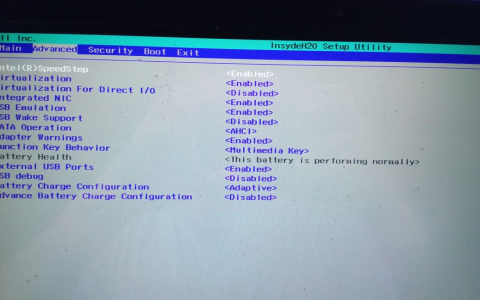 ll Inc.
InsydeH20 Setup Utility
Main Advanced Security Boot Exit
ntel(R)SpeedStep <Enabled>
irtualization <Enabled>
irtualization For Direct I/O <Enabled>
ntegrated NIC <Enabled>
SB Emulation <Enabled>
SB Wake Support <Disabled>
ATA Operation <AHCI>
dapter Warnings <Enabled>
unction Key Behavior <Multimedia Key>
attery Health <This battery is performing normally>
xternal USB Ports <Enabled>
SB debug <Disabled>
attery Charge Configuration <Adaptive>
dvance Battery Charge Configuration <Disabled>